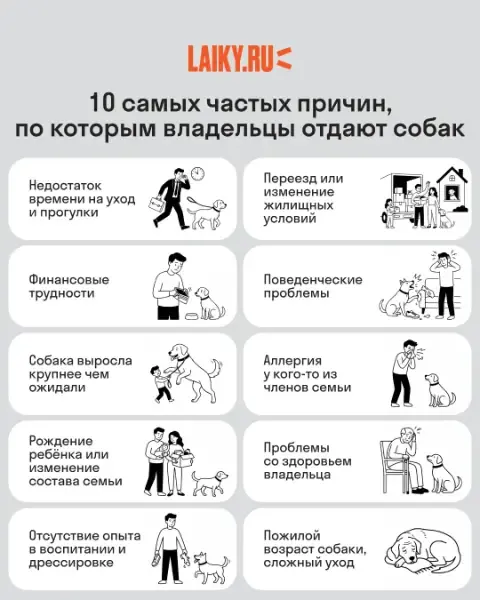 LAIKY.RU
10 самых частых причин,
по которым владельцы отдают собак
Недостаток
времени на уход
и прогулки
Переезд или
изменение
жилищных
условий
Финансовые
трудности
Поведенческие
проблемы
Собака выросла
крупнее чем
ожидали
Аллергия
у кого-то из
членов семьи
Рождение
ребёнка или
изменение
состава семьи
Проблемы
со здоровьем
владельца
Отсутствие опыта
в воспитании и
дрессировке
Пожилой
возраст собаки,
сложный уход